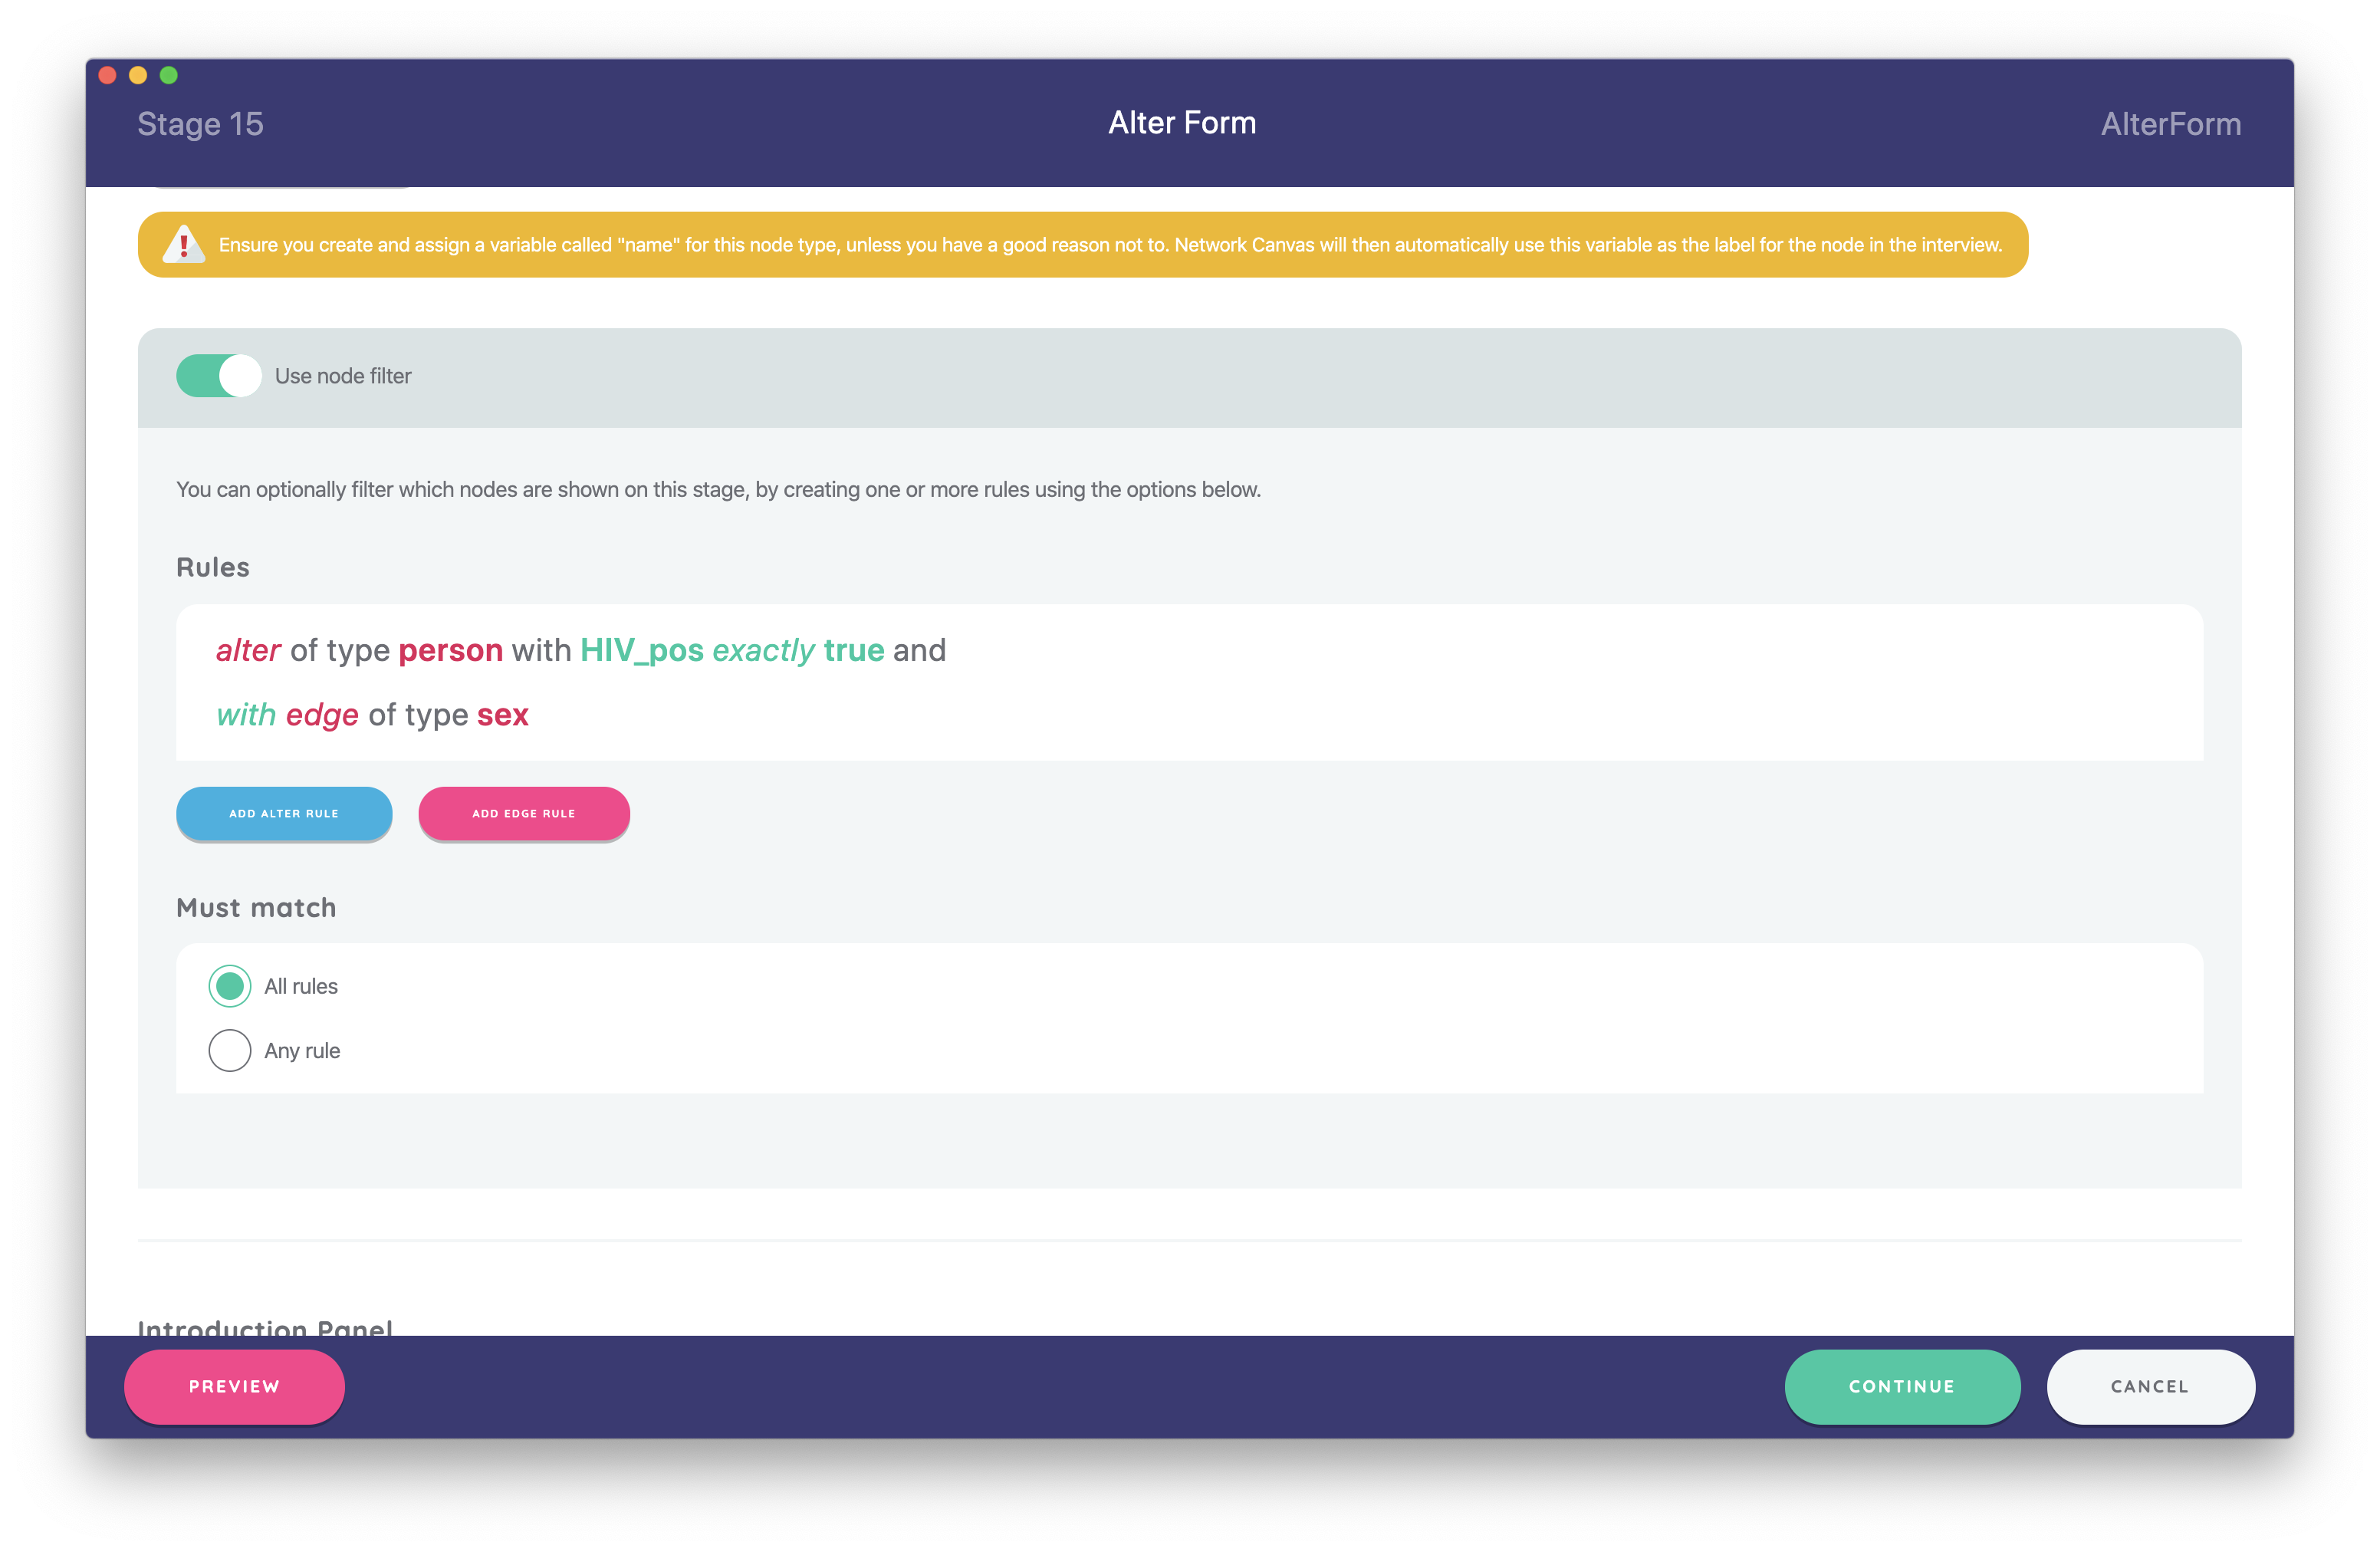 Stage 15
Alter Form
AlterForm
Ensure you create and assign a variable called "name" for this node type, unless you have a good reason not to. Network Canvas will then automatically use this variable as the label for the node in the interview.
Use node filter
You can optionally filter which nodes are shown on this stage, by creating one or more rules using the options below.
Rules
alter of type person with HIV_pos exactly true and
with edge of type sex
ADD ALTER RULE
ADD EDGE RULE
Must match
All rules
Any rule
Introduction Panel
PREVIEW
CONTINUE
CANCEL